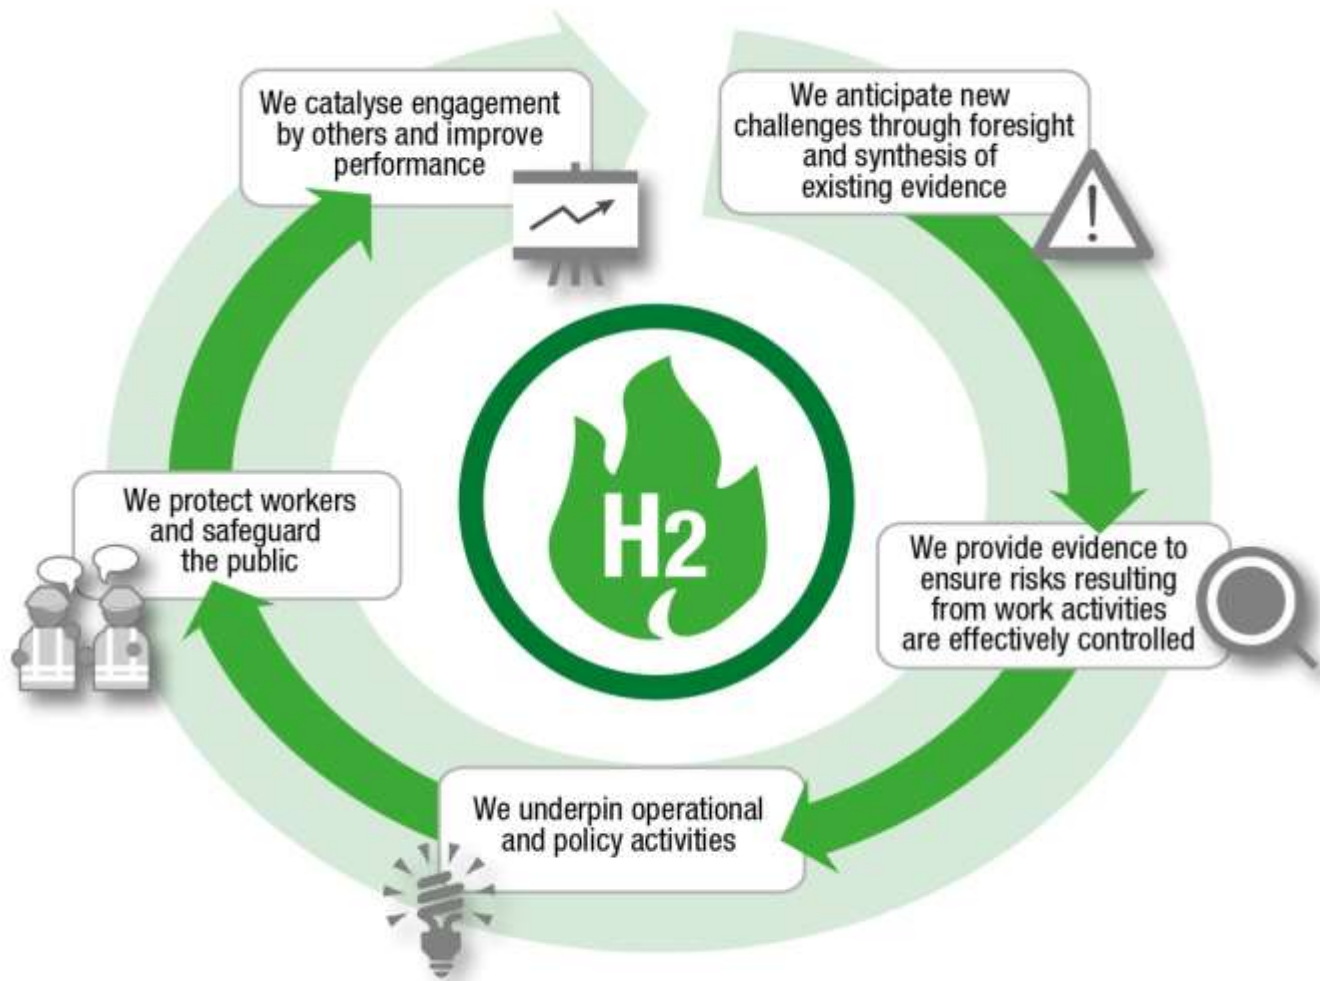 We catalyse engagement
by others and improve
performance
We anticipate new
challenges through foresight
and synthesis of
existing evidence
We protect workers
and safeguard
the public
H2
We provide evidence to
ensure risks resulting
from work activities
are effectively controlled
We underpin operational
and policy activities